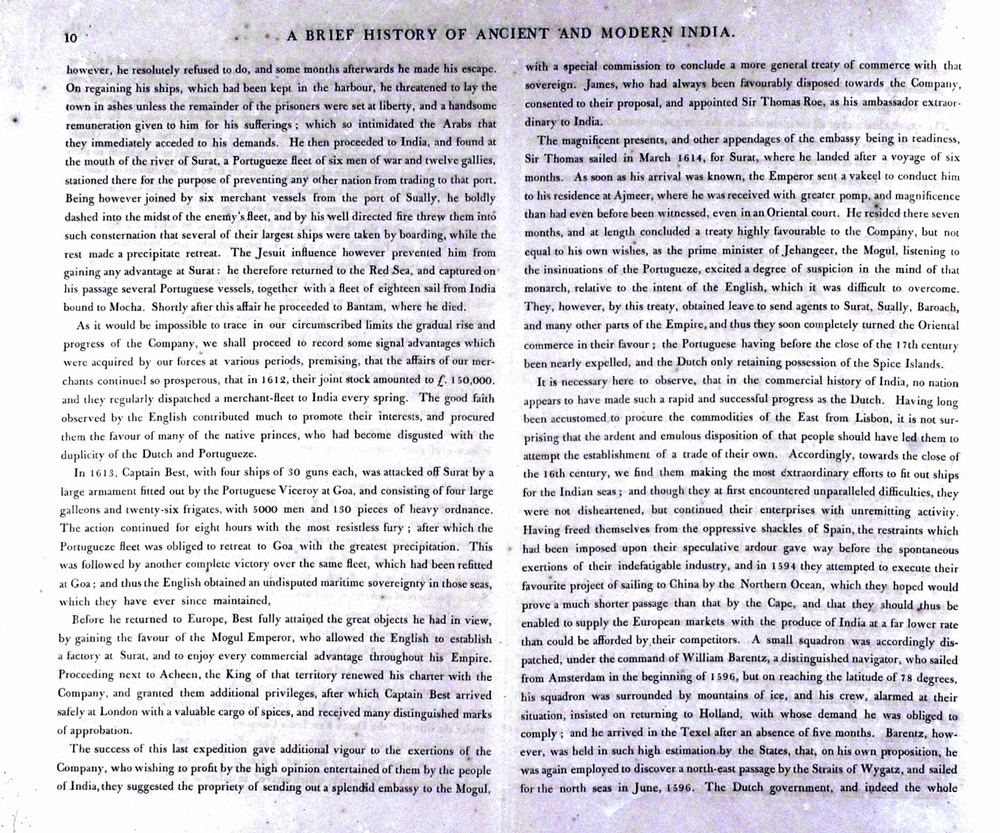 10
A BRIEF HISTORY OF ANCIENT AND MODERN INDIA.
however, he resolutely refused to do, and some months afterwards he made his escape.
On regaining his ships, which had been kept in the harbour, he threatened to lay the
town in ashes unless the remainder of the prisoners were set at liberty, and a handsome
remuneration given to him for his sufferings; which so intimidated the Arabs that
they immediately acceded to his demands. He then proceeded to India, and found at
the mouth of the river of Surat, a Portugueze fleet of six men of war and twelve gallies,
stationed there for the purpose of preventing any other nation from trading to that port.
Being however joined by six merchant vessels from the port of Sually, he boldly
dashed into the midst of the enemy's fleet, and by his well directed fire threw them into
such consternation that several of their largest ships were taken by boarding, while the
rest made a precipitate retreat. The Jesuit influence however prevented him from
gaining any advantage at Surat: he therefore returned to the Red Sea, and captured on
his passage several Portuguese vessels, together with a fleet of eighteen sail from India
bound to Mocha. Shortly after this affair he proceeded to Bantam, where he died.
As it would be impossible to trace in our circumscribed limits the gradual rise and
progress of the Company, we shall proceed to record some signal advantages which
were acquired by our forces at various periods, premising, that the affairs of our mer-
chants continued so prosperous, that in 1612, their joint stock amounted to £. 150,000.
and they regularly dispatched a merchant-fleet to India every spring. The good faith
observed by the English contributed much to promote their interests, and procured
them the favour of many of the native princes, who had become disgusted with the
duplicity of the Dutch and Portugueze.
In 1613, Captain Best, with four ships of 30 guns each, was attacked off Surat by a
large armament fitted out by the Portuguese Viceroy at Goa, and consisting of four large
galleons and twenty-six frigates, with 5000 men and 130 pieces of heavy ordnance.
The action continued for eight hours with the most resistless fury; after which the
Portugueze fleet was obliged to retreat to Goa with the greatest precipitation. This
was followed by another complete victory over the same fleet, which had been refitted
at Goa: and thus the English obtained an undisputed maritime sovereignty in those seas,
which they have ever since maintained,
Before he returned to Europe, Best fully attained the great objects he had in view,
by gaining the favour of the Mogul Emperor, who allowed the English to establish
a factory at Surat, and to enjoy every commercial advantage throughout his Empire.
Proceeding next to Acheen, the King of that territory renewed his charter with the
Company, and granted them additional privileges, after which Captain Best arrived
safely at London with a valuable cargo of spices, and received many distinguished marks
of approbation.
The success of this last expedition gave additional vigour to the exertions of the
Company, who wishing to profit by the high opinion entertained of them by the people
of India, they suggested the propriety of sending out a splendid embassy to the Mogul,
with a special commission to conclude a more general treaty of commerce with that
sovereign. James, who had always been favourably disposed towards the Company,
consented to their proposal, and appointed Sir Thomas Roe, as his ambassador extraor-
dinary to India.
The magnificent presents, and other appendages of the embassy being in readiness,
Sir Thomas sailed in March 1614, for Surat, where he landed after a voyage of six
months. As soon as his arrival was known, the Emperor sent a vakeel to conduct him
to his residence at Ajmeer, where he was received with greater pomp, and magnificence
than had even before been witnessed, even in an Oriental court. He resided there seven
months, and at length concluded a treaty highly favourable to the Company, but not
equal to his own wishes, as the prime minister of Jehangeer, the Mogul, listening to
the insinuations of the Portugueze, excited a degree of suspicion in the mind of that
monarch, relative to the intent of the English, which it was difficult to overcome.
They, however, by this treaty, obtained leave to send agents to Surat, Sually, Baroach,
and many other parts of the Empire, and thus they soon completely turned the Oriental
commerce in their favour; the Portuguese having before the close of the 17th century
been nearly expelled, and the Dutch only retaining possession of the Spice Islands.
It is necessary here to observe, that in the commercial history of India, no nation
appears to have made such a rapid and successful progress as the Dutch. Having long
been accustomed to procure the commodities of the East from Lisbon, it is not sur-
prising that the ardent and emulous disposition of that people should have led them to
attempt the establishment of a trade of their own. Accordingly, towards the close of
the 16th century, we find them making the most extraordinary efforts to fit out ships
for the Indian seas; and though they at first encountered unparalleled difficulties, they
were not disheartened, but continued their enterprises with unremitting activity.
Having freed themselves from the oppressive shackles of Spain, the restraints which
had been imposed upon their speculative ardour gave way before the spontaneous
exertions of their indefatigable industry, and in 1594 they attempted to execute their
favourite project of sailing to China by the Northern Ocean, which they hoped would
prove a much shorter passage than that by the Cape, and that they should thus be
enabled to supply the European markets with the produce of India at a far lower rate
than could be afforded by their competitors. A small squadron was accordingly dis-
patched, under the command of William Barentz, a distinguished navigator, who sailed
from Amsterdam in the beginning of 1596, but on reaching the latitude of 78 degrees,
his squadron was surrounded by mountains of ice, and his crew, alarmed at their
situation, insisted on returning to Holland, with whose demand he was obliged to
comply; and he arrived in the Texel after an absence of five months. Barentz, how-
ever, was held in such high estimation by the States, that, on his own proposition, he
was again employed to discover a north-east passage by the Straits of Wygatz, and sailed
for the north seas in June, 1596. The Dutch government, and indeed the whole